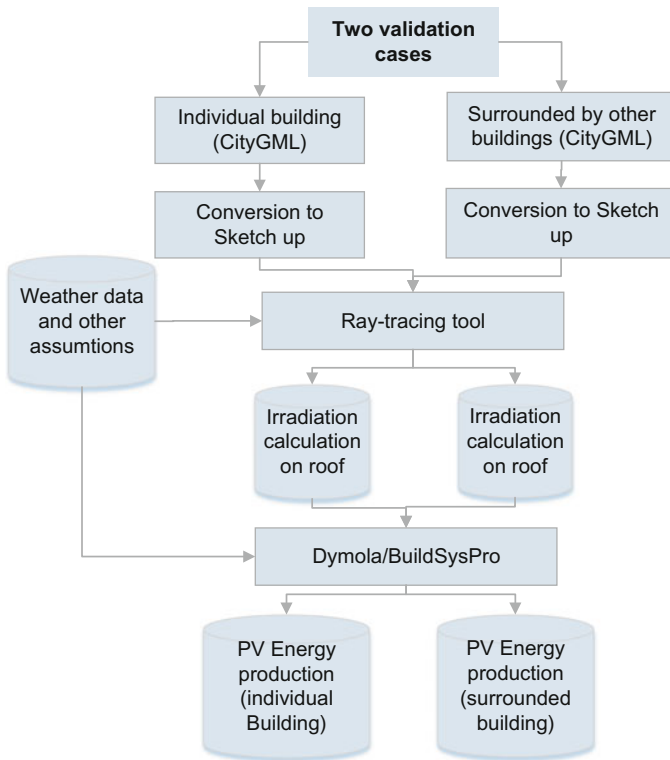 Two validation
cases
Individual building
(CityGML)
Surrounded by other
buildings (CityGML)
Conversion to
Sketch up
Conversion to Sketch
up
Weather data
and other
assumtions
Ray-tracing tool
Irradiation
calculation
on roof
Irradiation
calculation
on roof
Dymola/BuildSysPro
PV Energy
production
(individual
Building)
PV Energy
production
(surrounded
building)